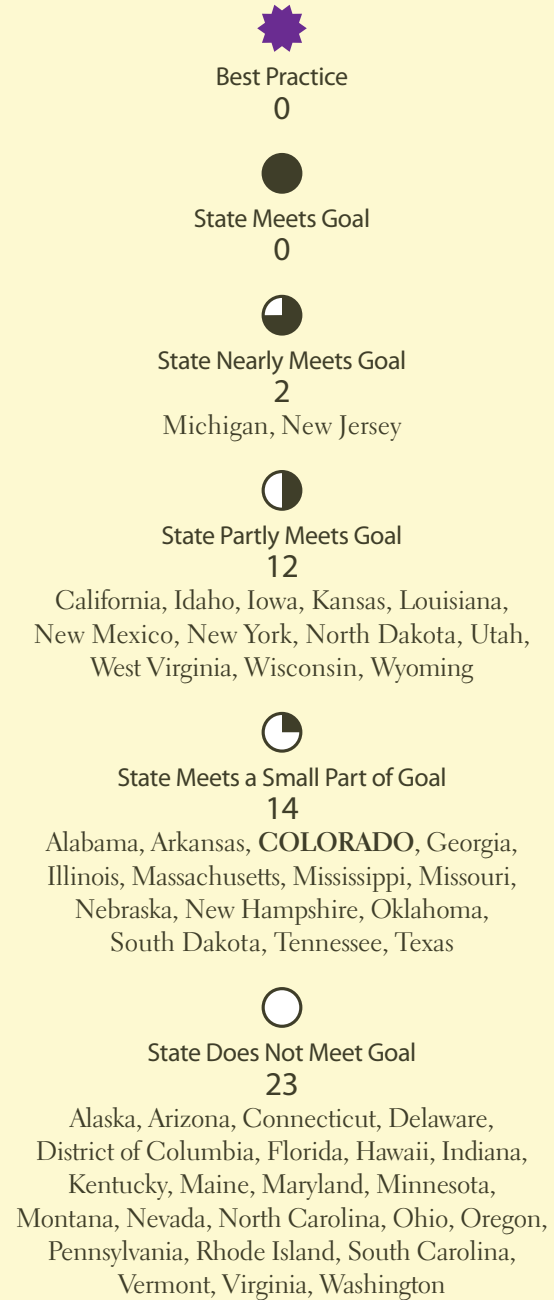 Best Practice
0
State Meets Goal
0
State Nearly Meets Goal
2
Michigan, New Jersey
State Partly Meets Goal
12
California, Idaho, Iowa, Kansas, Louisiana,
New Mexico, New York, North Dakota, Utah,
West Virginia, Wisconsin, Wyoming
State Meets a Small Part of Goal
14
Alabama, Arkansas, COLORADO, Georgia,
Illinois, Massachusetts, Mississippi, Missouri,
Nebraska, New Hampshire, Oklahoma,
South Dakota, Tennessee, Texas
State Does Not Meet Goal
23
Alaska, Arizona, Connecticut, Delaware,
District of Columbia, Florida, Hawaii, Indiana,
Kentucky, Maine, Maryland, Minnesota,
Montana, Nevada, North Carolina, Ohio, Oregon,
Pennsylvania, Rhode Island, South Carolina,
Vermont, Virginia, Washington